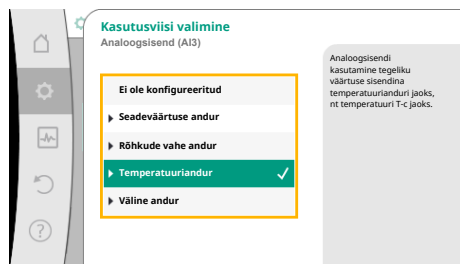 Kasutusviisi valimine
Analoogsisend (AI3)
Ei ole konfigureeritud
Seadeväärtuse andur
Rõhkude vahe andur
Temperatuuriandur
Väline andur
Analoogsisendi
kasutamine tegeliku
väärtuse sisendina
temperatuurianduri jaoks,
nt temperatuuri T-c jaoks.
?